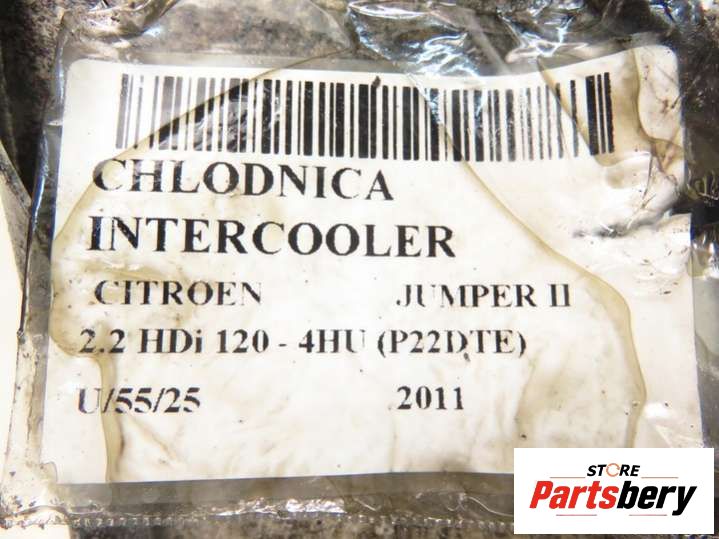 CHLODNICA
INTERCOOLER
CITROEN JUMPER II
2.2 HDi 120 - 4HU (P22DTE)
U/55/25 2011
STORE
Partsbery